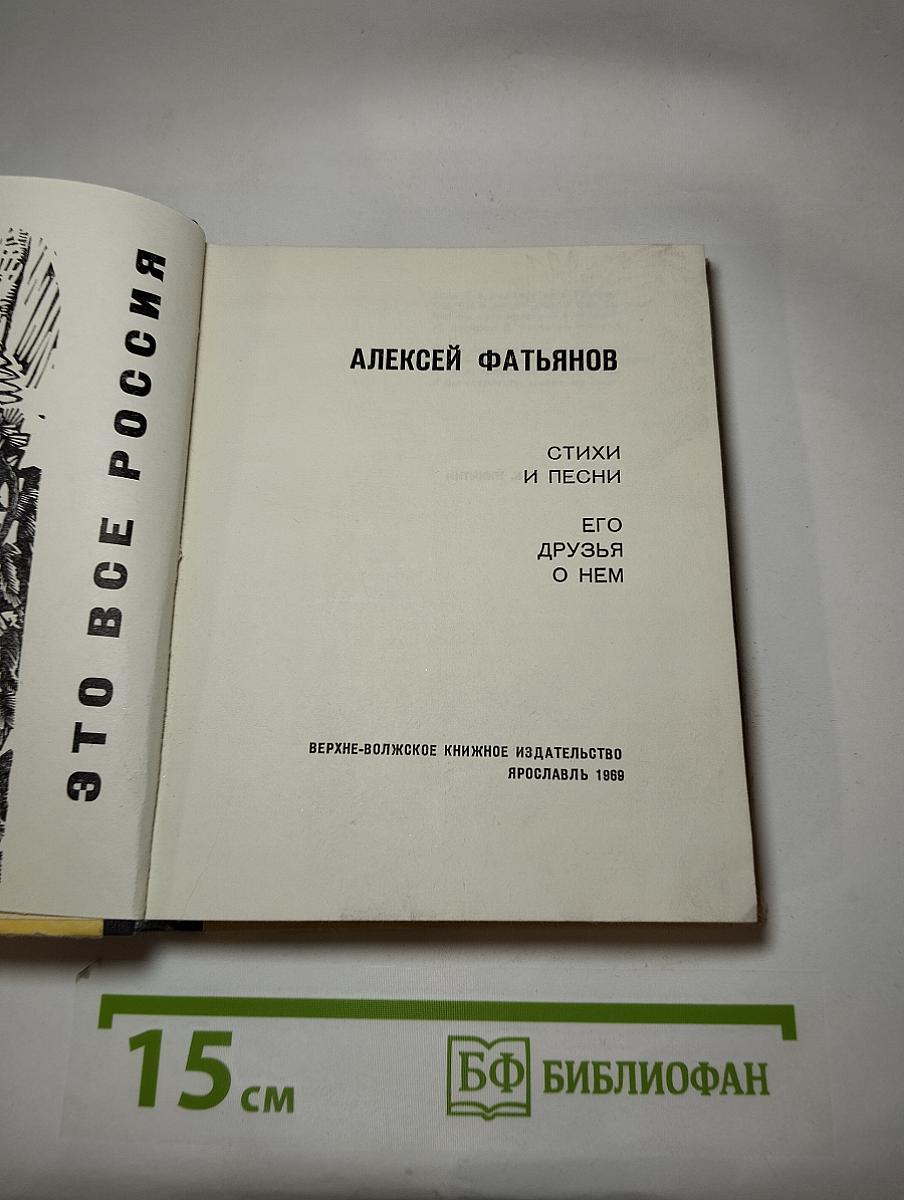 ЭТО ВСЕ РОССИЯ
АЛЕКСЕЙ ФАТЬЯНОВ
СТИХИ
И ПЕСНИ
ЕГО
ДРУЗЬЯ
О НЕМ
ВЕРХНЕ-ВОЛЖСКОЕ КНИЖНОЕ ИЗДАТЕЛЬСТВО
ЯРОСЛАВЛЬ 1969
15 см
БФ БИБЛИОФАН